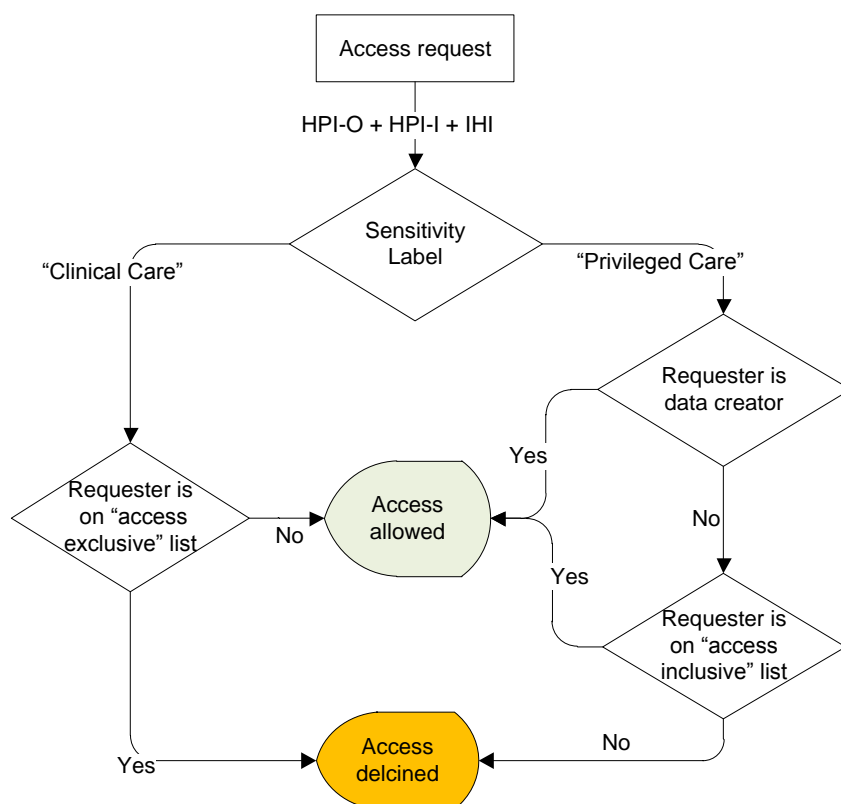 Access request
HPI-O + HPI-I + IHI
Sensitivity
Label
“Clinical Care”
“Privileged Care”
Requester is
data creator
Yes
No
Requester is
on “access
exclusive” list
No
Access
allowed
Yes
Requester is
on “access
inclusive” list
No
Yes
Access
delcined